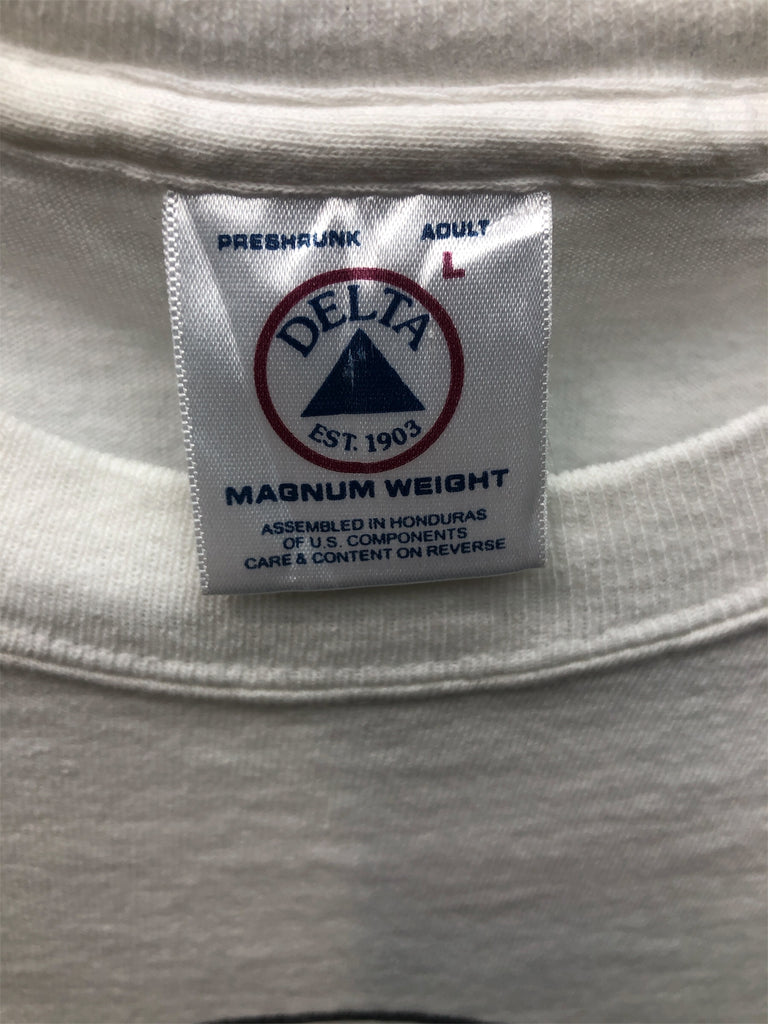 PRESHRUNK ADULT
L
DELTA
EST. 1903
MAGNUM WEIGHT
ASSEMBLED IN HONDURAS
OF U.S. COMPONENTS
CARE & CONTENT ON REVERSE